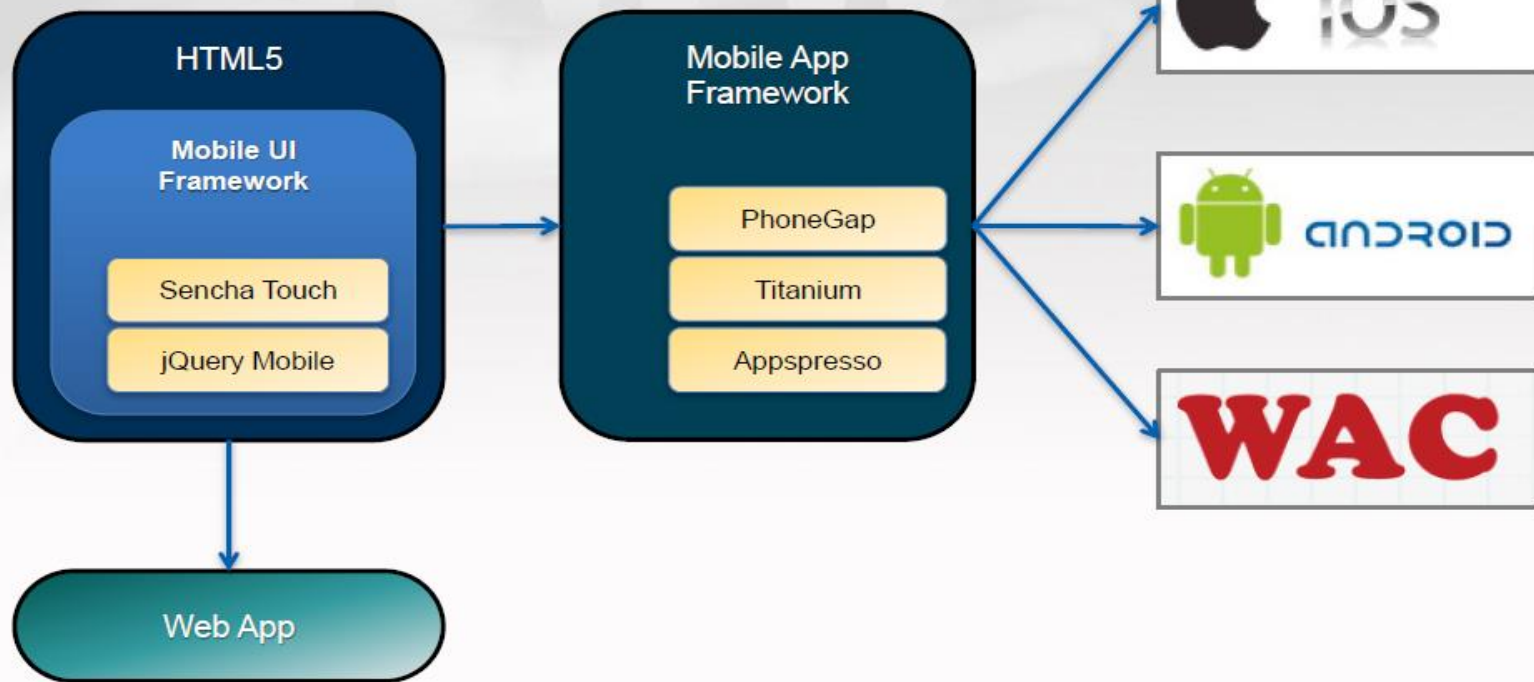 HTML5
Mobile UI
Framework
Sencha Touch
jQuery Mobile
Web App
Mobile App
Framework
PhoneGap
Titanium
Appspresso
iOS
ANDROID
WAC